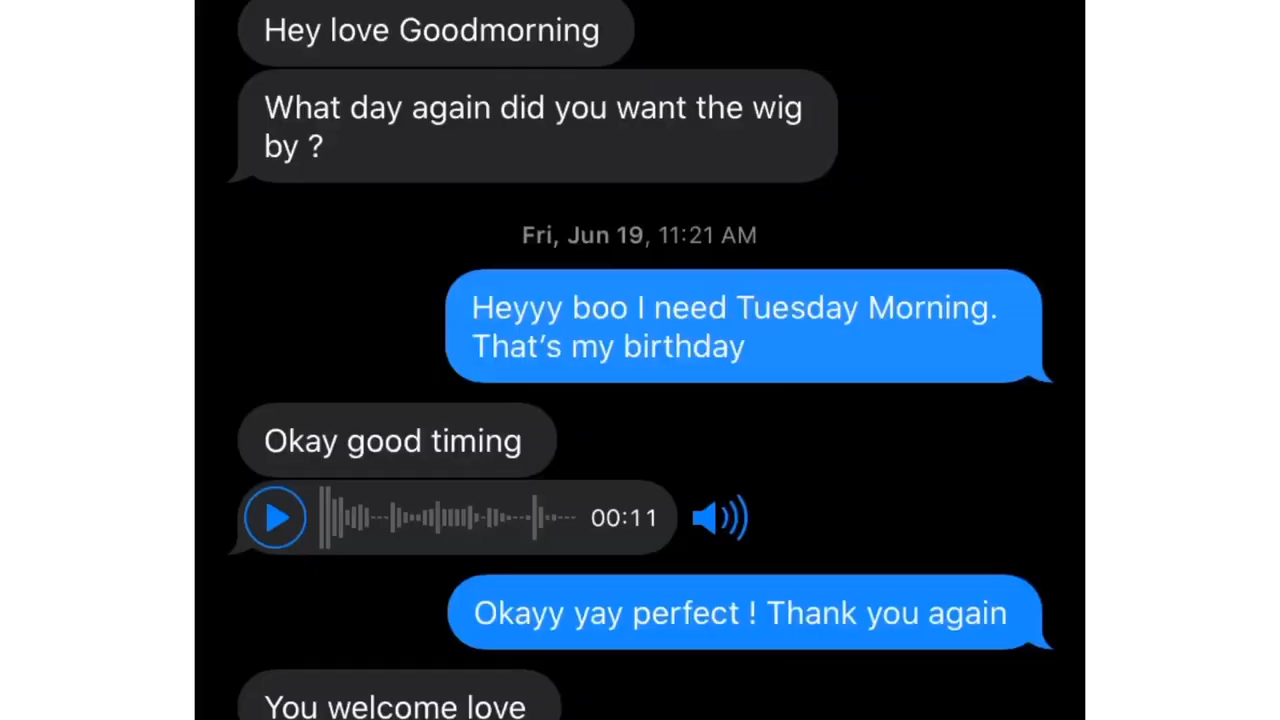 Hey love Goodmorning
What day again did you want the wig
by ?
Fri, Jun 19, 11:21 AM
Heyyy boo I need Tuesday Morning.
That’s my birthday
Okay good timing
00:11
Okayy yay perfect ! Thank you again
You welcome love